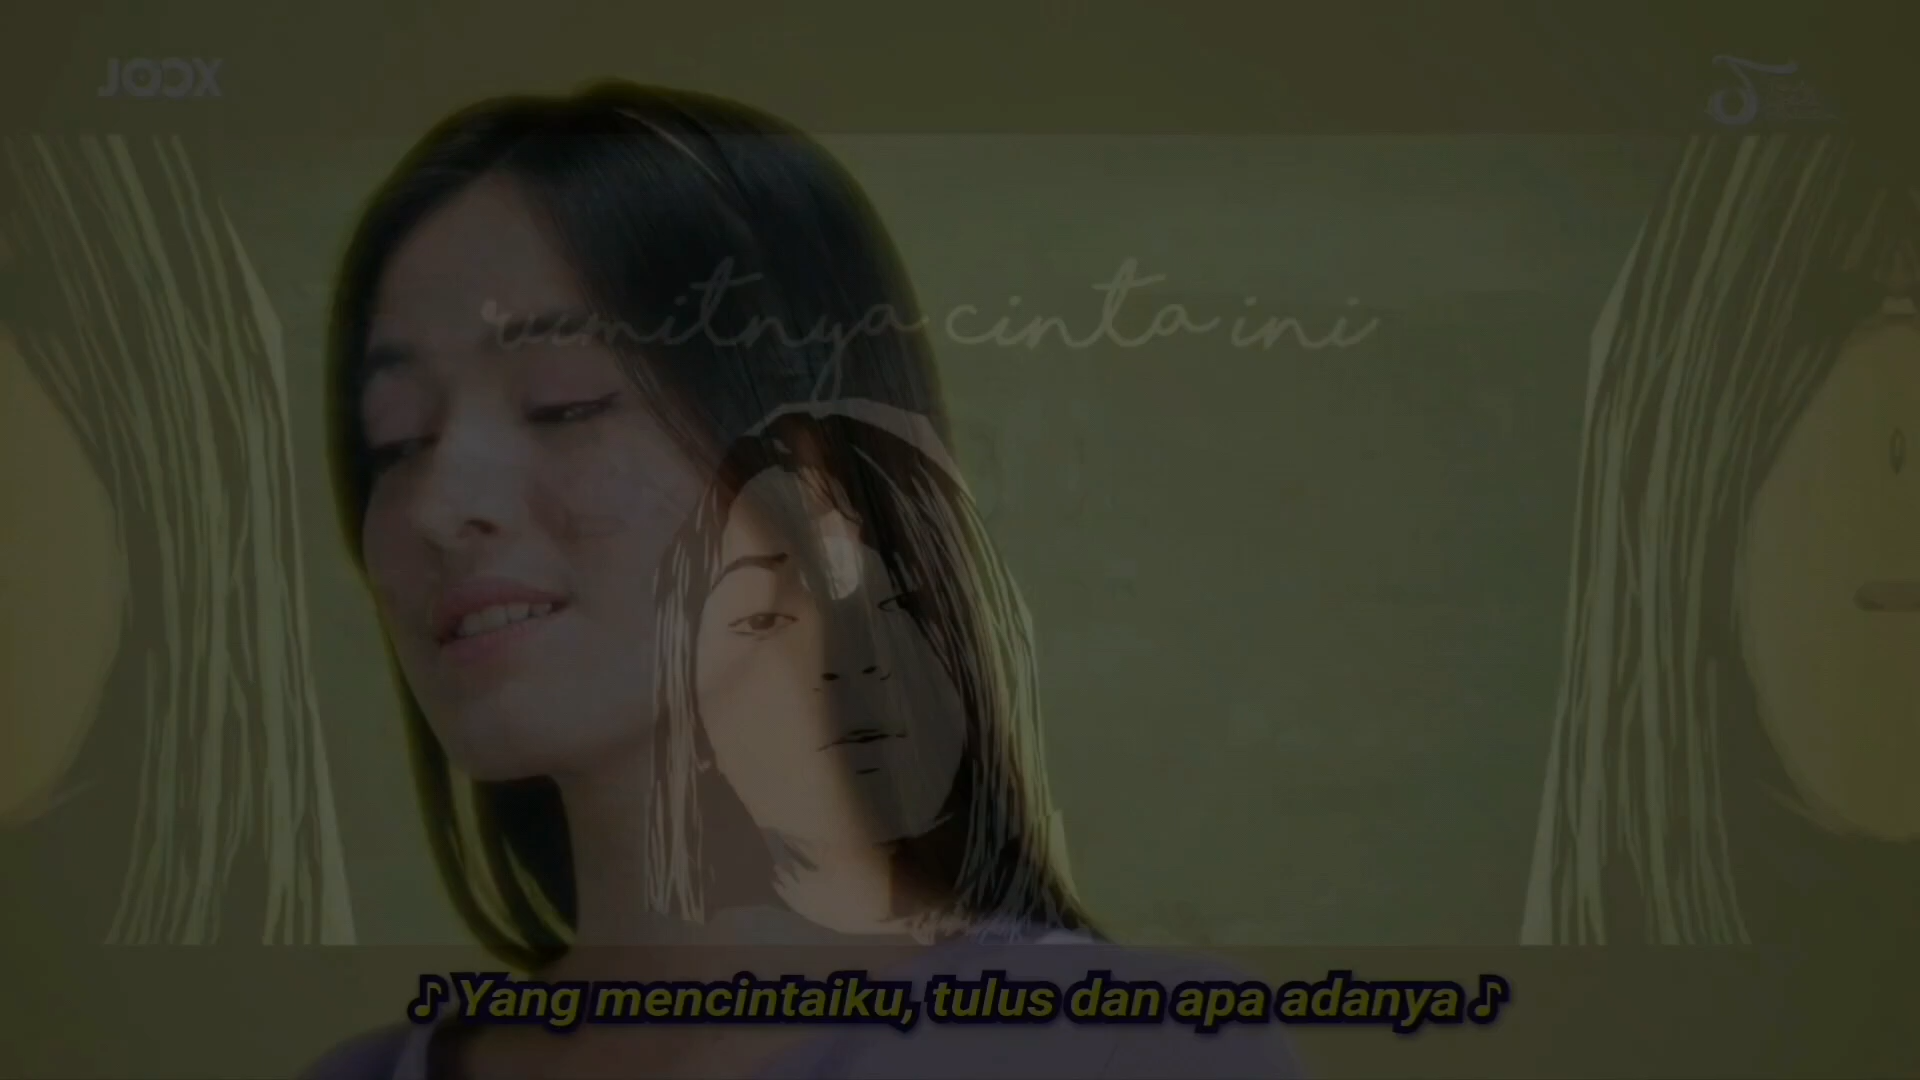 JOOX
rumitnya cinta ini
♪ Yang mencintaiku, tulus dan apa adanya ♪